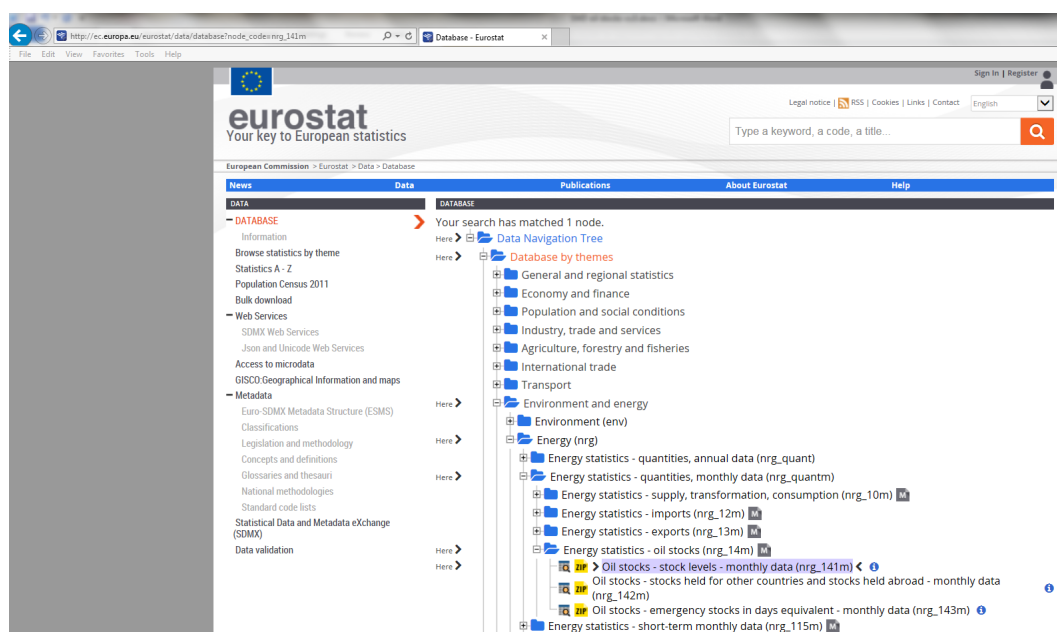 http://ec.europa.eu/eurostat/data/database?node_code=nrg_141m
Database - Eurostat
File Edit View Favorites Tools Help
Sign In | Register
Legal notice | RSS | Cookies | Links | Contact English
eurostat
Your key to European statistics
Type a keyword, a code, a title...
European Commission > Eurostat > Data > Database
News Data Publications About Eurostat Help
DATA
DATABASE
Information
Browse statistics by theme
Statistics A - Z
Population Census 2011
Bulk download
Web Services
SDMX Web Services
Json and Unicode Web Services
Access to microdata
GISCO:Geographical Information and maps
Metadata
Euro-SDMX Metadata Structure (ESMS)
Classifications
Legislation and methodology
Concepts and definitions
Glossaries and thesauri
National methodologies
Standard code lists
Statistical Data and Metadata eXchange
(SDMX)
Data validation
DATABASE
Your search has matched 1 node.
Here Data Navigation Tree
Here Database by themes
General and regional statistics
Economy and finance
Population and social conditions
Industry, trade and services
Agriculture, forestry and fisheries
International trade
Transport
Here Environment and energy
Environment (env)
Here Energy (nrg)
Energy statistics - quantities, annual data (nrg_quant)
Here Energy statistics - quantities, monthly data (nrg_quantm)
Energy statistics - supply, transformation, consumption (nrg_10m) M
Energy statistics - imports (nrg_12m) M
Energy statistics - exports (nrg_13m) M
Here Energy statistics - oil stocks (nrg_14m) M
Here ZIP Oil stocks - stock levels - monthly data (nrg_141m)
ZIP Oil stocks - stocks held for other countries and stocks held abroad - monthly data
(nrg_142m)
ZIP Oil stocks - emergency stocks in days equivalent - monthly data (nrg_143m)
Energy statistics - short-term monthly data (nrg_115m) M